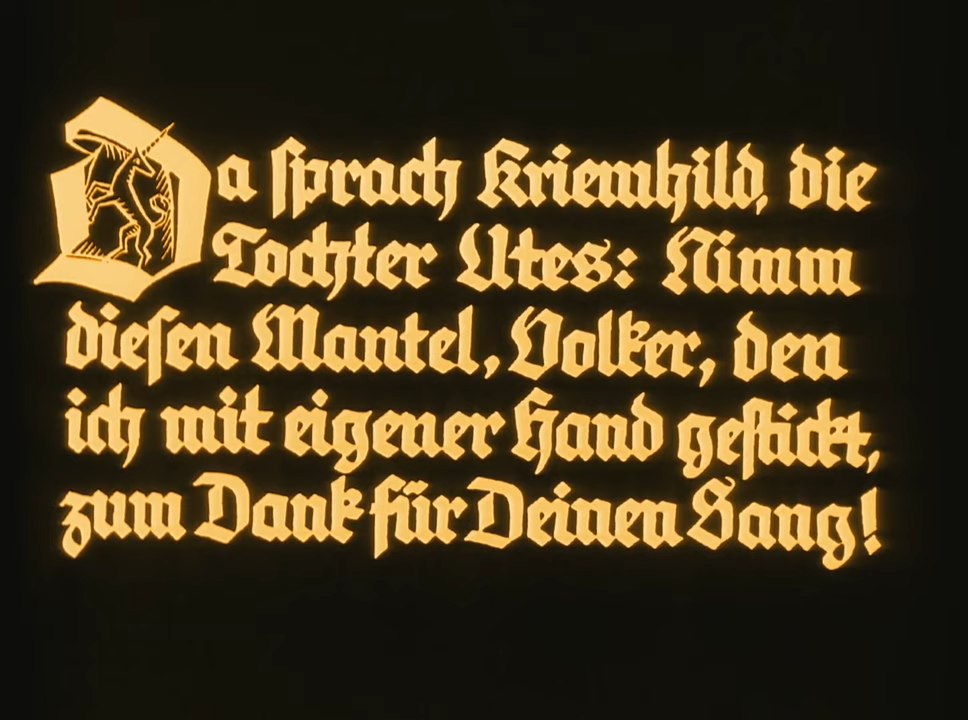 Da sprach Kriemhild, die
Tochter Utes: Nimm
diesen Mantel, Volker, den
ich mit eigener Hand gestickt,
zum Dank für Deinen Sang!